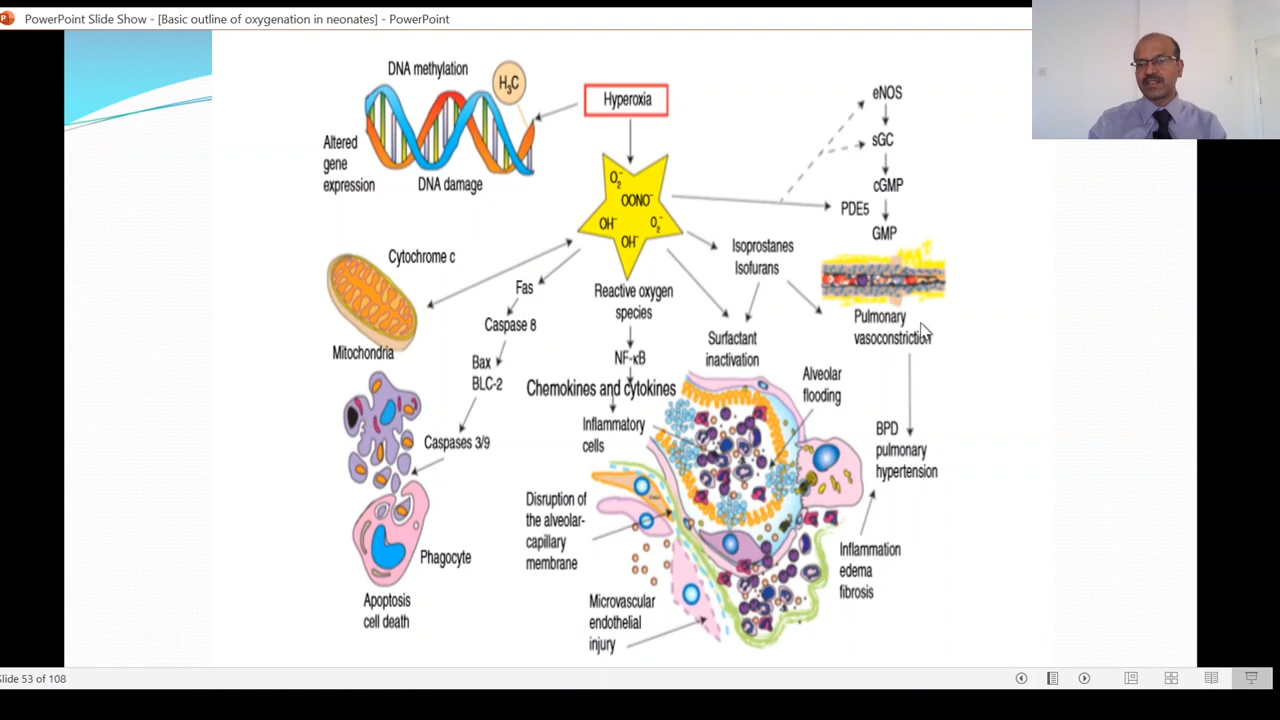 PowerPoint Slide Show - [Basic outline of oxygenation in neonates] - PowerPoint
DNA methylation
H3C
Altered
gene
expression
DNA damage
Hyperoxia
O2−
OONO−
OH− O2−
OH−
eNOS
sGC
cGMP
PDE5
GMP
Cytochrome c
Mitochondria
Fas
Caspase 8
Bax
BLC-2
Caspases 3/9
Phagocyte
Apoptosis
cell death
Reactive oxygen
species
NF-κB
Chemokines and cytokines
Inflammatory
cells
Disruption of
the alveolar-
capillary
membrane
Microvascular
endothelial
injury
Isoprostanes
Isofurans
Surfactant
inactivation
Alveolar
flooding
Pulmonary
vasoconstriction
BPD
pulmonary
hypertension
Inflammation
edema
fibrosis
Slide 53 of 108